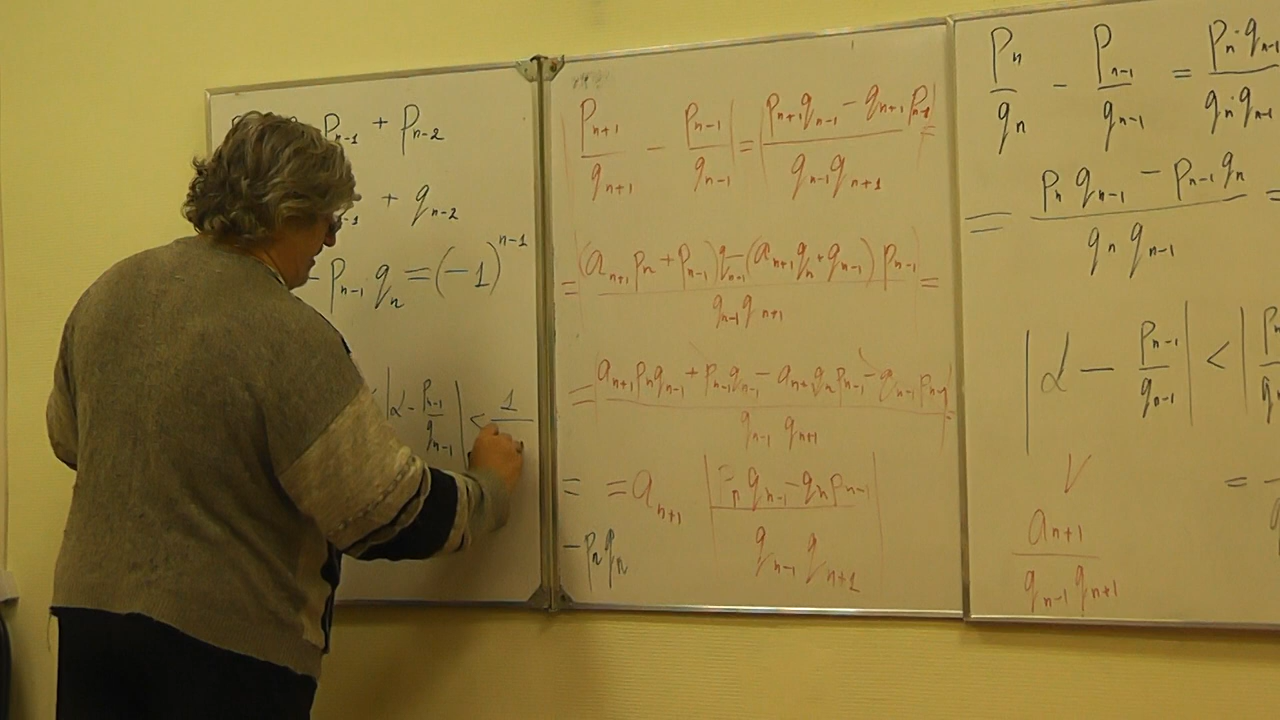 p_{n-1} + p_{n-2}
+ q_{n-2}
- p_{n-1} q_n = (-1)^{n-1}
|α - p_{n-1}/q_{n-1}| < 1
|p_{n+1}/q_{n+1} - p_{n-1}/q_{n-1}| = |(p_{n+1}q_{n-1} - q_{n+1}p_{n-1})/(q_{n-1}q_{n+1})| =
= ((a_{n+1}p_n + p_{n-1})q_{n-1} - (a_{n+1}q_n + q_{n-1})p_{n-1})/(q_{n-1}q_{n+1}) =
= |(a_{n+1}p_nq_{n-1} + p_{n-1}q_{n-1} - a_{n+1}q_np_{n-1} - q_{n-1}p_{n-1})/(q_{n-1}q_{n+1})| =
= = a_{n+1} |(p_n q_{n-1} - q_n p_{n-1})/(q_{n-1} q_{n+1})|
- p_n q_n
p_n/q_n - p_{n-1}/q_{n-1} = (p_n · q_{n-1})/(q_n · q_{n-1})
= (p_n q_{n-1} - p_{n-1} q_n)/(q_n q_{n-1}) =
|α - p_{n-1}/q_{n-1}| < |p_n
∨
=
a_{n+1}/(q_{n-1}q_{n+1})